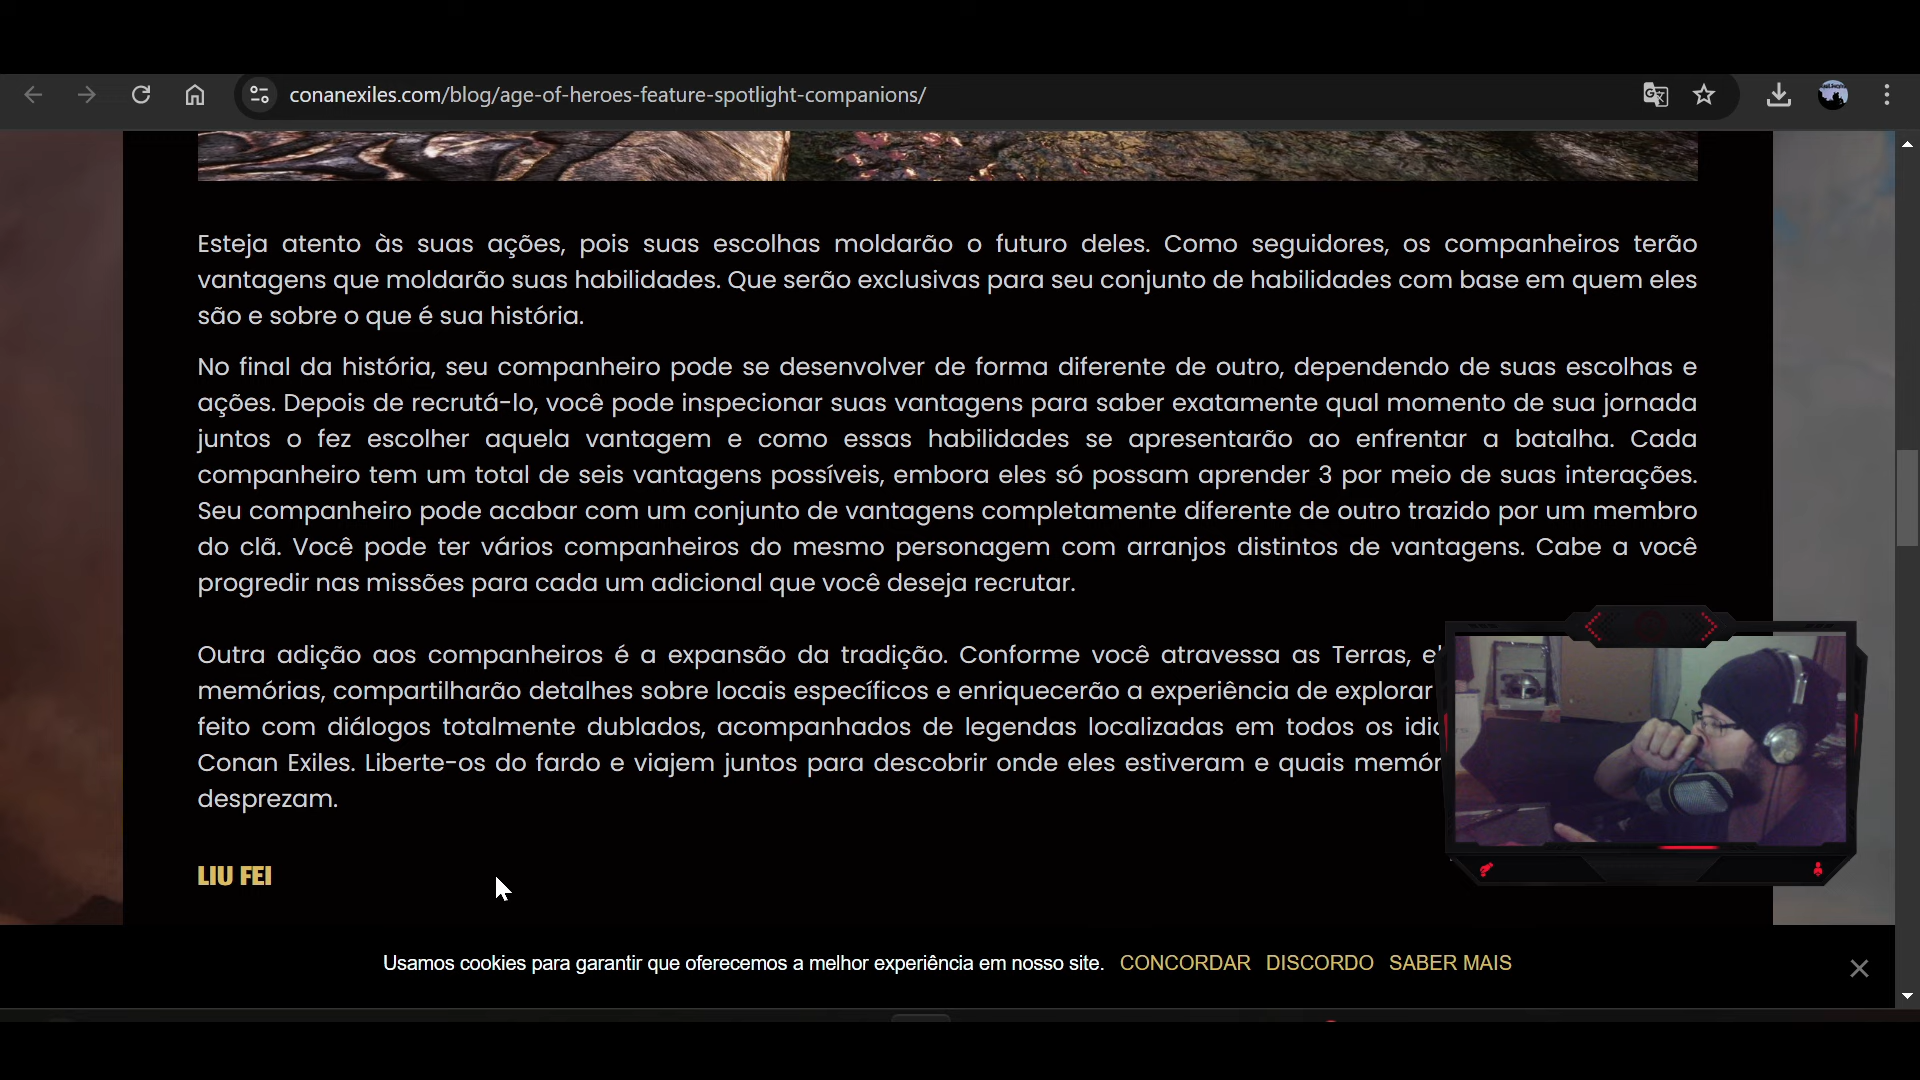 conanexiles.com/blog/age-of-heroes-feature-spotlight-companions/
Esteja atento às suas ações, pois suas escolhas moldarão o futuro deles. Como seguidores, os companheiros terão
vantagens que moldarão suas habilidades. Que serão exclusivas para seu conjunto de habilidades com base em quem eles
são e sobre o que é sua história.
No final da história, seu companheiro pode se desenvolver de forma diferente de outro, dependendo de suas escolhas e
ações. Depois de recrutá-lo, você pode inspecionar suas vantagens para saber exatamente qual momento de sua jornada
juntos o fez escolher aquela vantagem e como essas habilidades se apresentarão ao enfrentar a batalha. Cada
companheiro tem um total de seis vantagens possíveis, embora eles só possam aprender 3 por meio de suas interações.
Seu companheiro pode acabar com um conjunto de vantagens completamente diferente de outro trazido por um membro
do clã. Você pode ter vários companheiros do mesmo personagem com arranjos distintos de vantagens. Cabe a você
progredir nas missões para cada um adicional que você deseja recrutar.
Outra adição aos companheiros é a expansão da tradição. Conforme você atravessa as Terras,
memórias, compartilharão detalhes sobre locais específicos e enriquecerão a experiência de explorar
feito com diálogos totalmente dublados, acompanhados de legendas localizadas em todos os
Conan Exiles. Liberte-os do fardo e viajem juntos para descobrir onde eles estiveram e quais
desprezam.
LIU FEI
Usamos cookies para garantir que oferecemos a melhor experiência em nosso site. CONCORDAR DISCORDO SABER MAIS